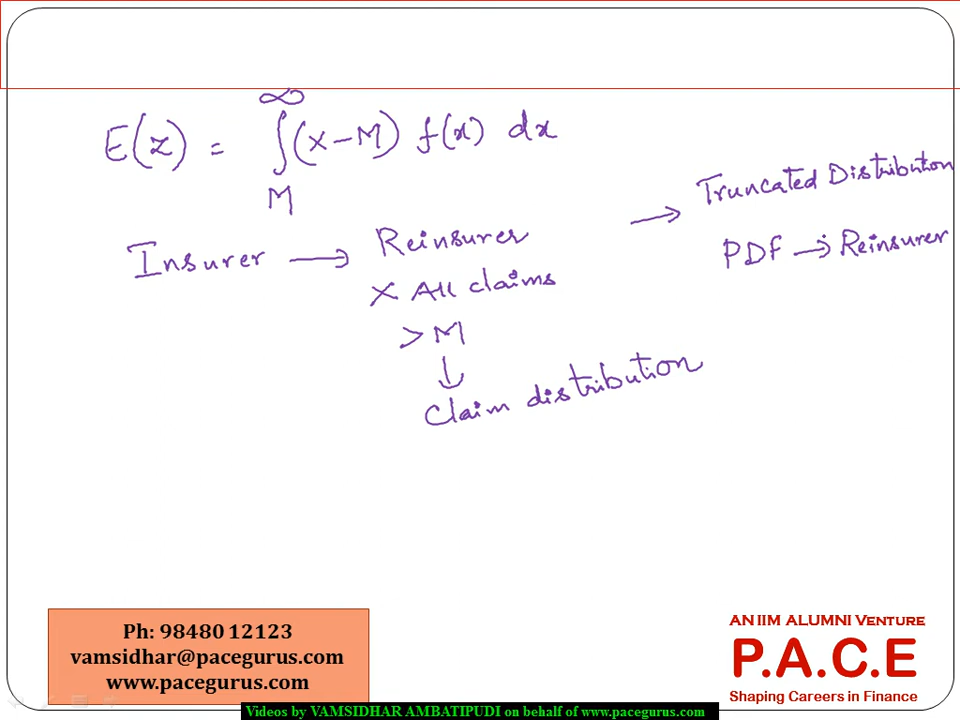 E(z) = ∫_M^∞ (x-M) f(x) dx
Insurer → Reinsurer
X All claims
> M
↓
Claim distribution
→ Truncated Distribution
PDF → Reinsurer
Ph: 98480 12123
vamsidhar@pacegurus.com
www.pacegurus.com
AN IIM ALUMNI VENTURE
P.A.C.E
Shaping Careers in Finance
Videos by VAMSIDHAR AMBATIPUDI on behalf of www.pacegurus.com